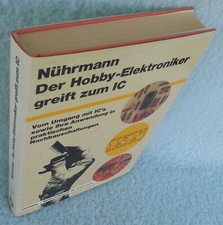 Nührmann
Der Hobby-Elektroniker
greift zum IC
Vom Umgang mit IC's
sowie ihre Anwendung in
praktischen
Nachbauschaltungen